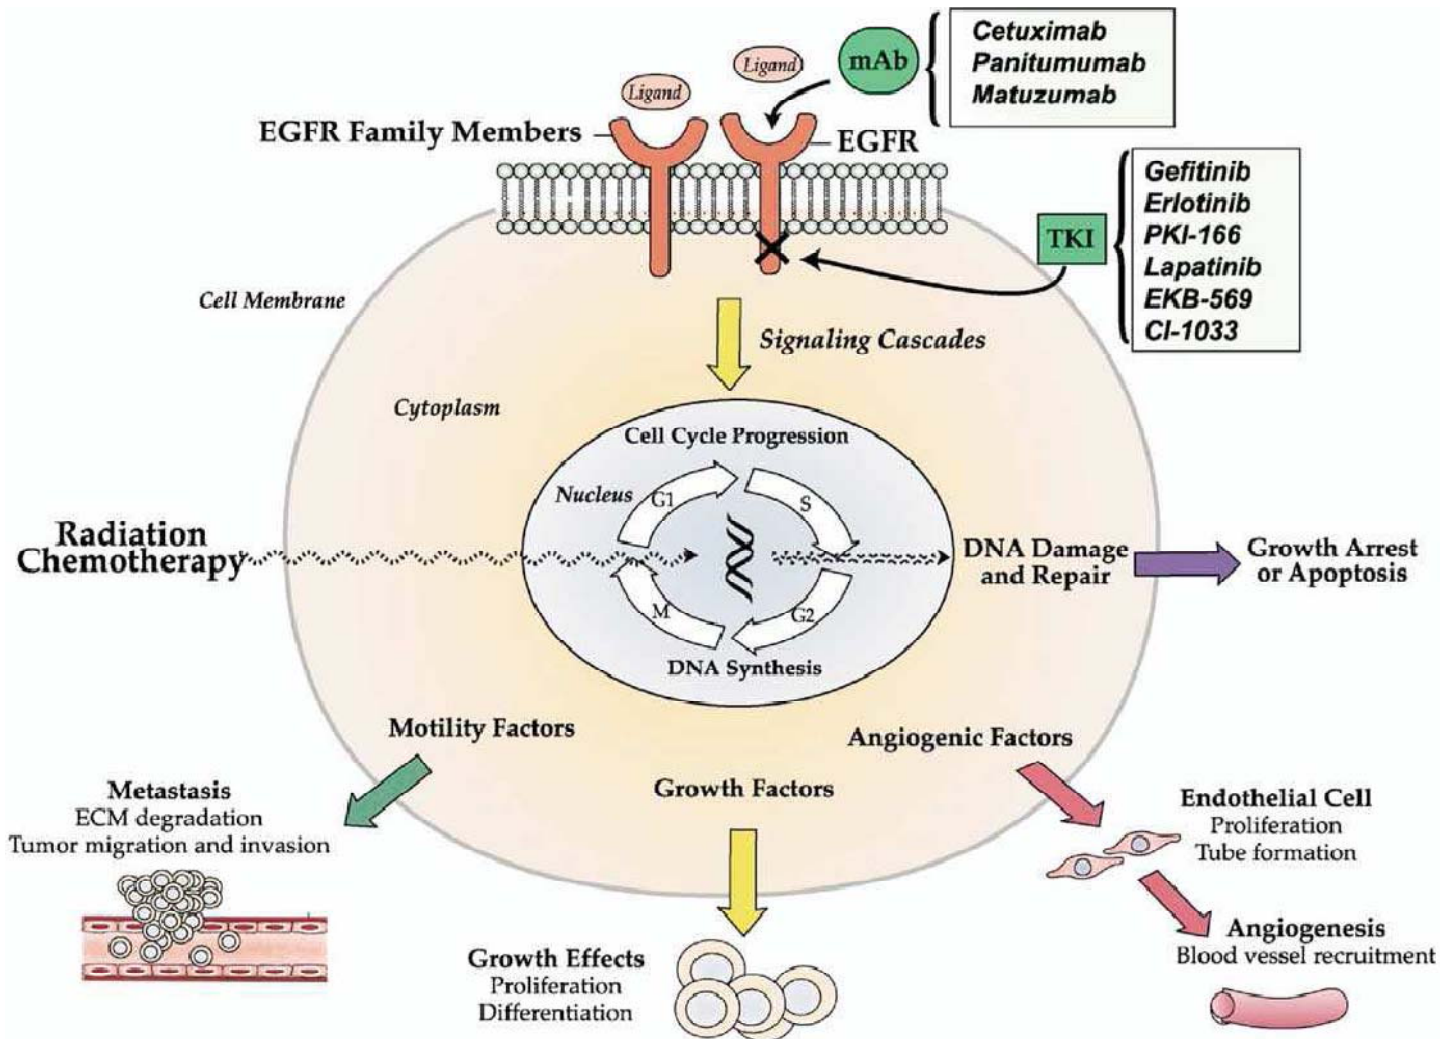 Cetuximab
Panitumumab
Matuzumab
mAb
Ligand
Ligand
EGFR Family Members
EGFR
Gefitinib
Erlotinib
PKI-166
Lapatinib
EKB-569
CI-1033
TKI
Cell Membrane
Signaling Cascades
Cytoplasm
Cell Cycle Progression
Nucleus
G1
S
Radiation
Chemotherapy
DNA Damage
and Repair
Growth Arrest
or Apoptosis
M
G2
DNA Synthesis
Motility Factors
Angiogenic Factors
Growth Factors
Metastasis
ECM degradation
Tumor migration and invasion
Endothelial Cell
Proliferation
Tube formation
Angiogenesis
Blood vessel recruitment
Growth Effects
Proliferation
Differentiation